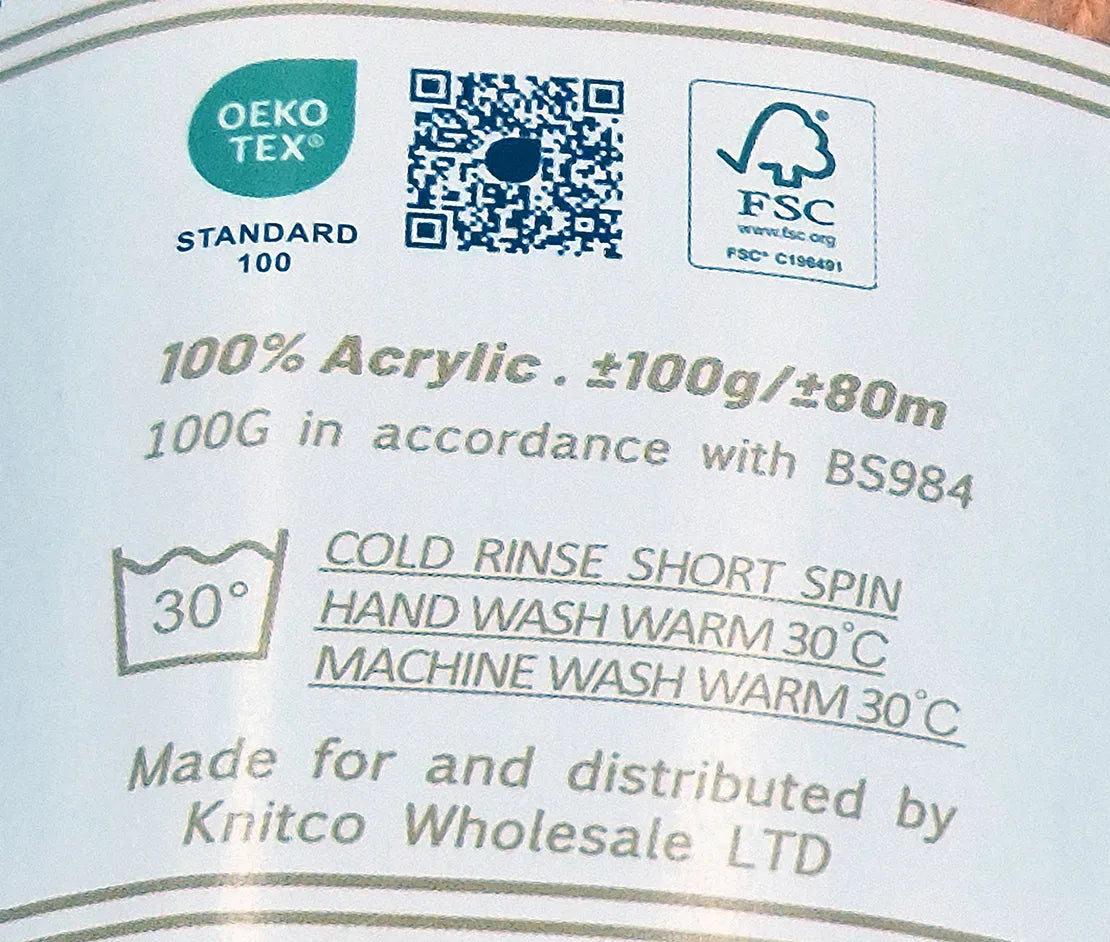 OEKO
TEX®
STANDARD
100
FSC
www.fsc.org
FSC® C196491
100% Acrylic . ±100g/±80m
100G in accordance with BS984
30°
COLD RINSE SHORT SPIN
HAND WASH WARM 30°C
MACHINE WASH WARM 30°C
Made for and distributed by
Knitco Wholesale LTD